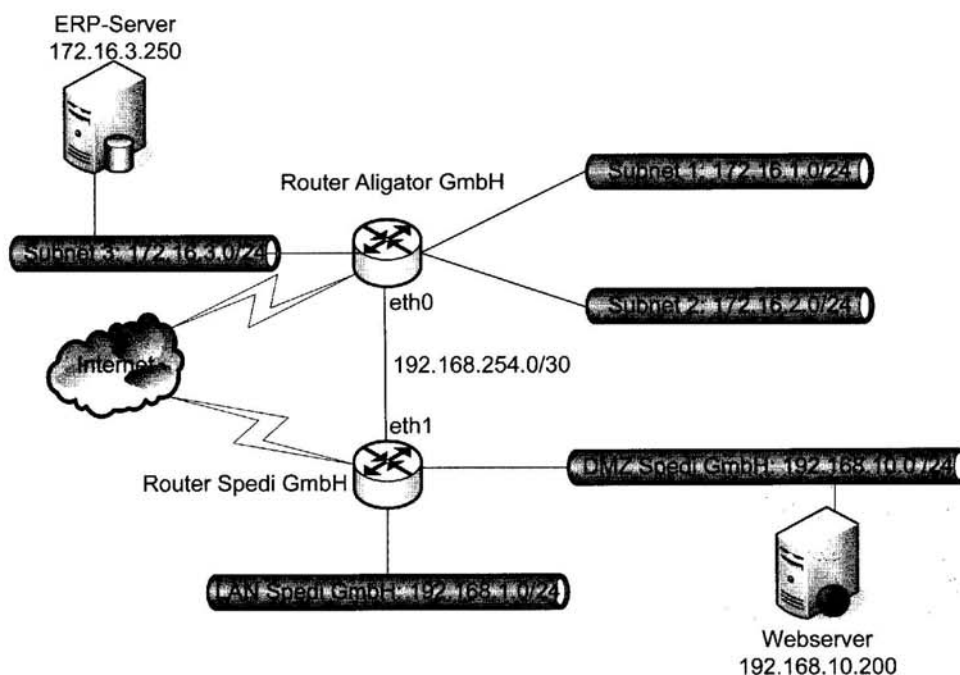 ERP-Server
172.16.3.250
Router Aligator GmbH
Subnet 1: 172.16.1.0/24
Subnet 3: 172.16.3.0/24
eth0
Subnet 2: 172.16.2.0/24
Internet
192.168.254.0/30
eth1
Router Spedi GmbH
DMZ Spedi GmbH: 192.168.10.0/24
LAN Spedi GmbH: 192.168.1.0/24
Webserver
192.168.10.200